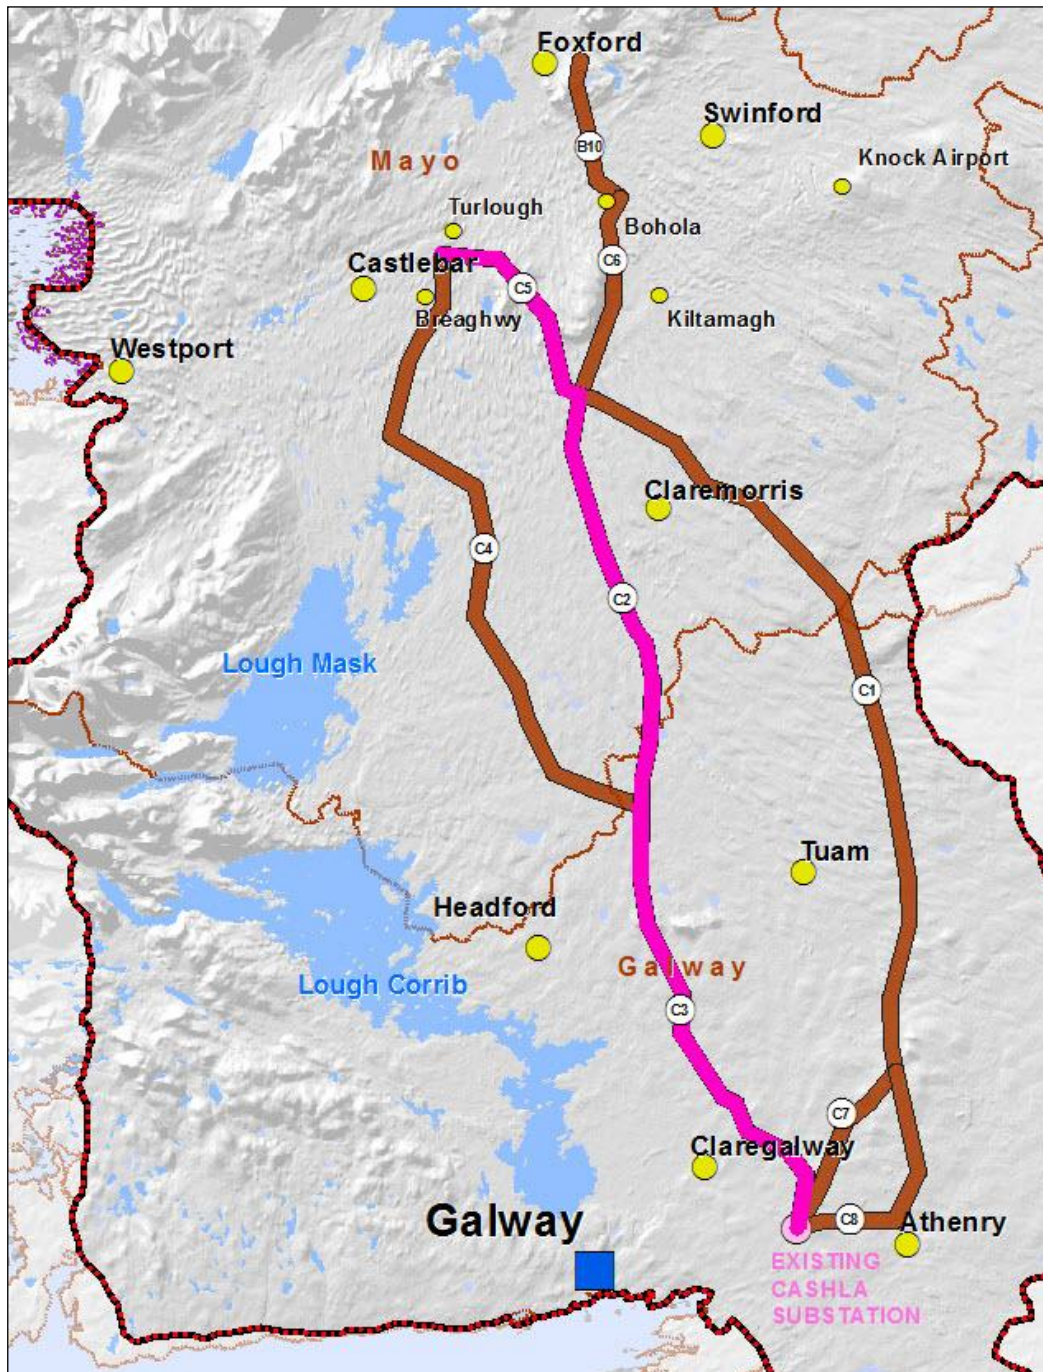 Foxford
Swinford
B10
Mayo
Knock Airport
Turlough
Bohola
Castlebar
C6
C5
Breaghwy
Kiltamagh
Westport
Claremorris
C4
C2
Lough Mask
C1
Tuam
Headford
Galway
Lough Corrib
C3
C7
Claregalway
Galway
C8
Athenry
EXISTING
CASHLA
SUBSTATION